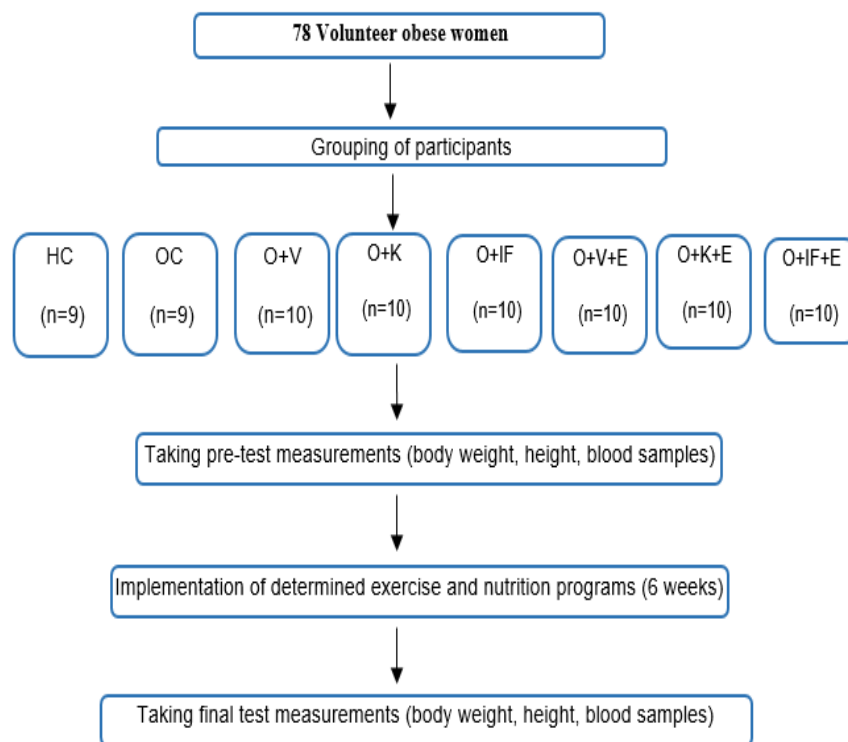 78 Volunteer obese women
Grouping of participants
HC
(n=9)
OC
(n=9)
O+V
(n=10)
O+K
(n=10)
O+IF
(n=10)
O+V+E
(n=10)
O+K+E
(n=10)
O+IF+E
(n=10)
Taking pre-test measurements (body weight, height, blood samples)
Implementation of determined exercise and nutrition programs (6 weeks)
Taking final test measurements (body weight, height, blood samples)